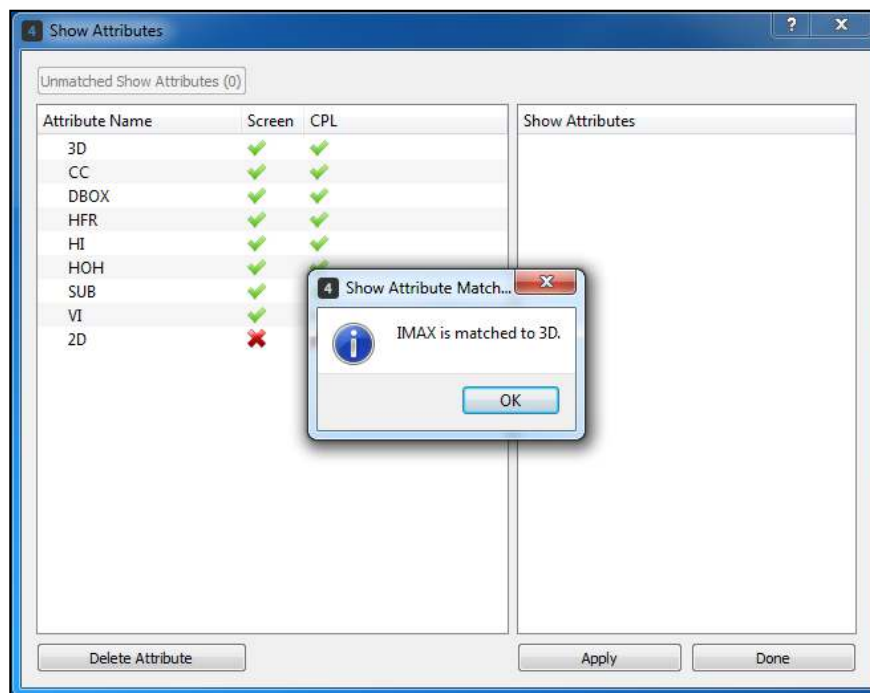 4 Show Attributes
Unmatched Show Attributes (0)
Attribute Name Screen CPL Show Attributes
3D
CC
DBOX
HFR
HI
HOH
SUB
VI
2D
4 Show Attribute Match...
IMAX is matched to 3D.
OK
Delete Attribute Apply Done